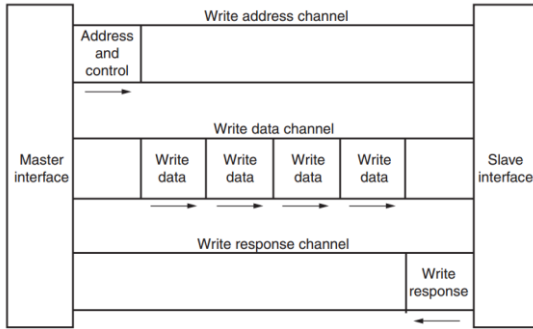 Write address channel
Address
and
control
Write data channel
Master
interface
Write
data
Write
data
Write
data
Write
data
Slave
interface
Write response channel
Write
response